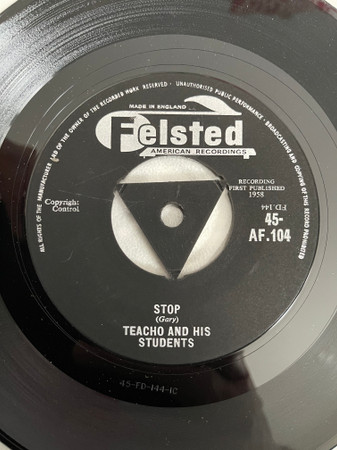 ALL RIGHTS OF THE MANUFACTURER AND OF THE OWNER OF THE RECORDED WORK RESERVED · UNAUTHORISED PUBLIC PERFORMANCE · BROADCASTING AND COPYING OF THIS RECORD PROHIBITED
MADE IN ENGLAND
Felsted
AMERICAN RECORDINGS
Copyright
Control
RECORDING
FIRST PUBLISHED
1958
FD.144
45-
AF.104
STOP
(Gary)
TEACHO AND HIS
STUDENTS
45-FD-144-1C